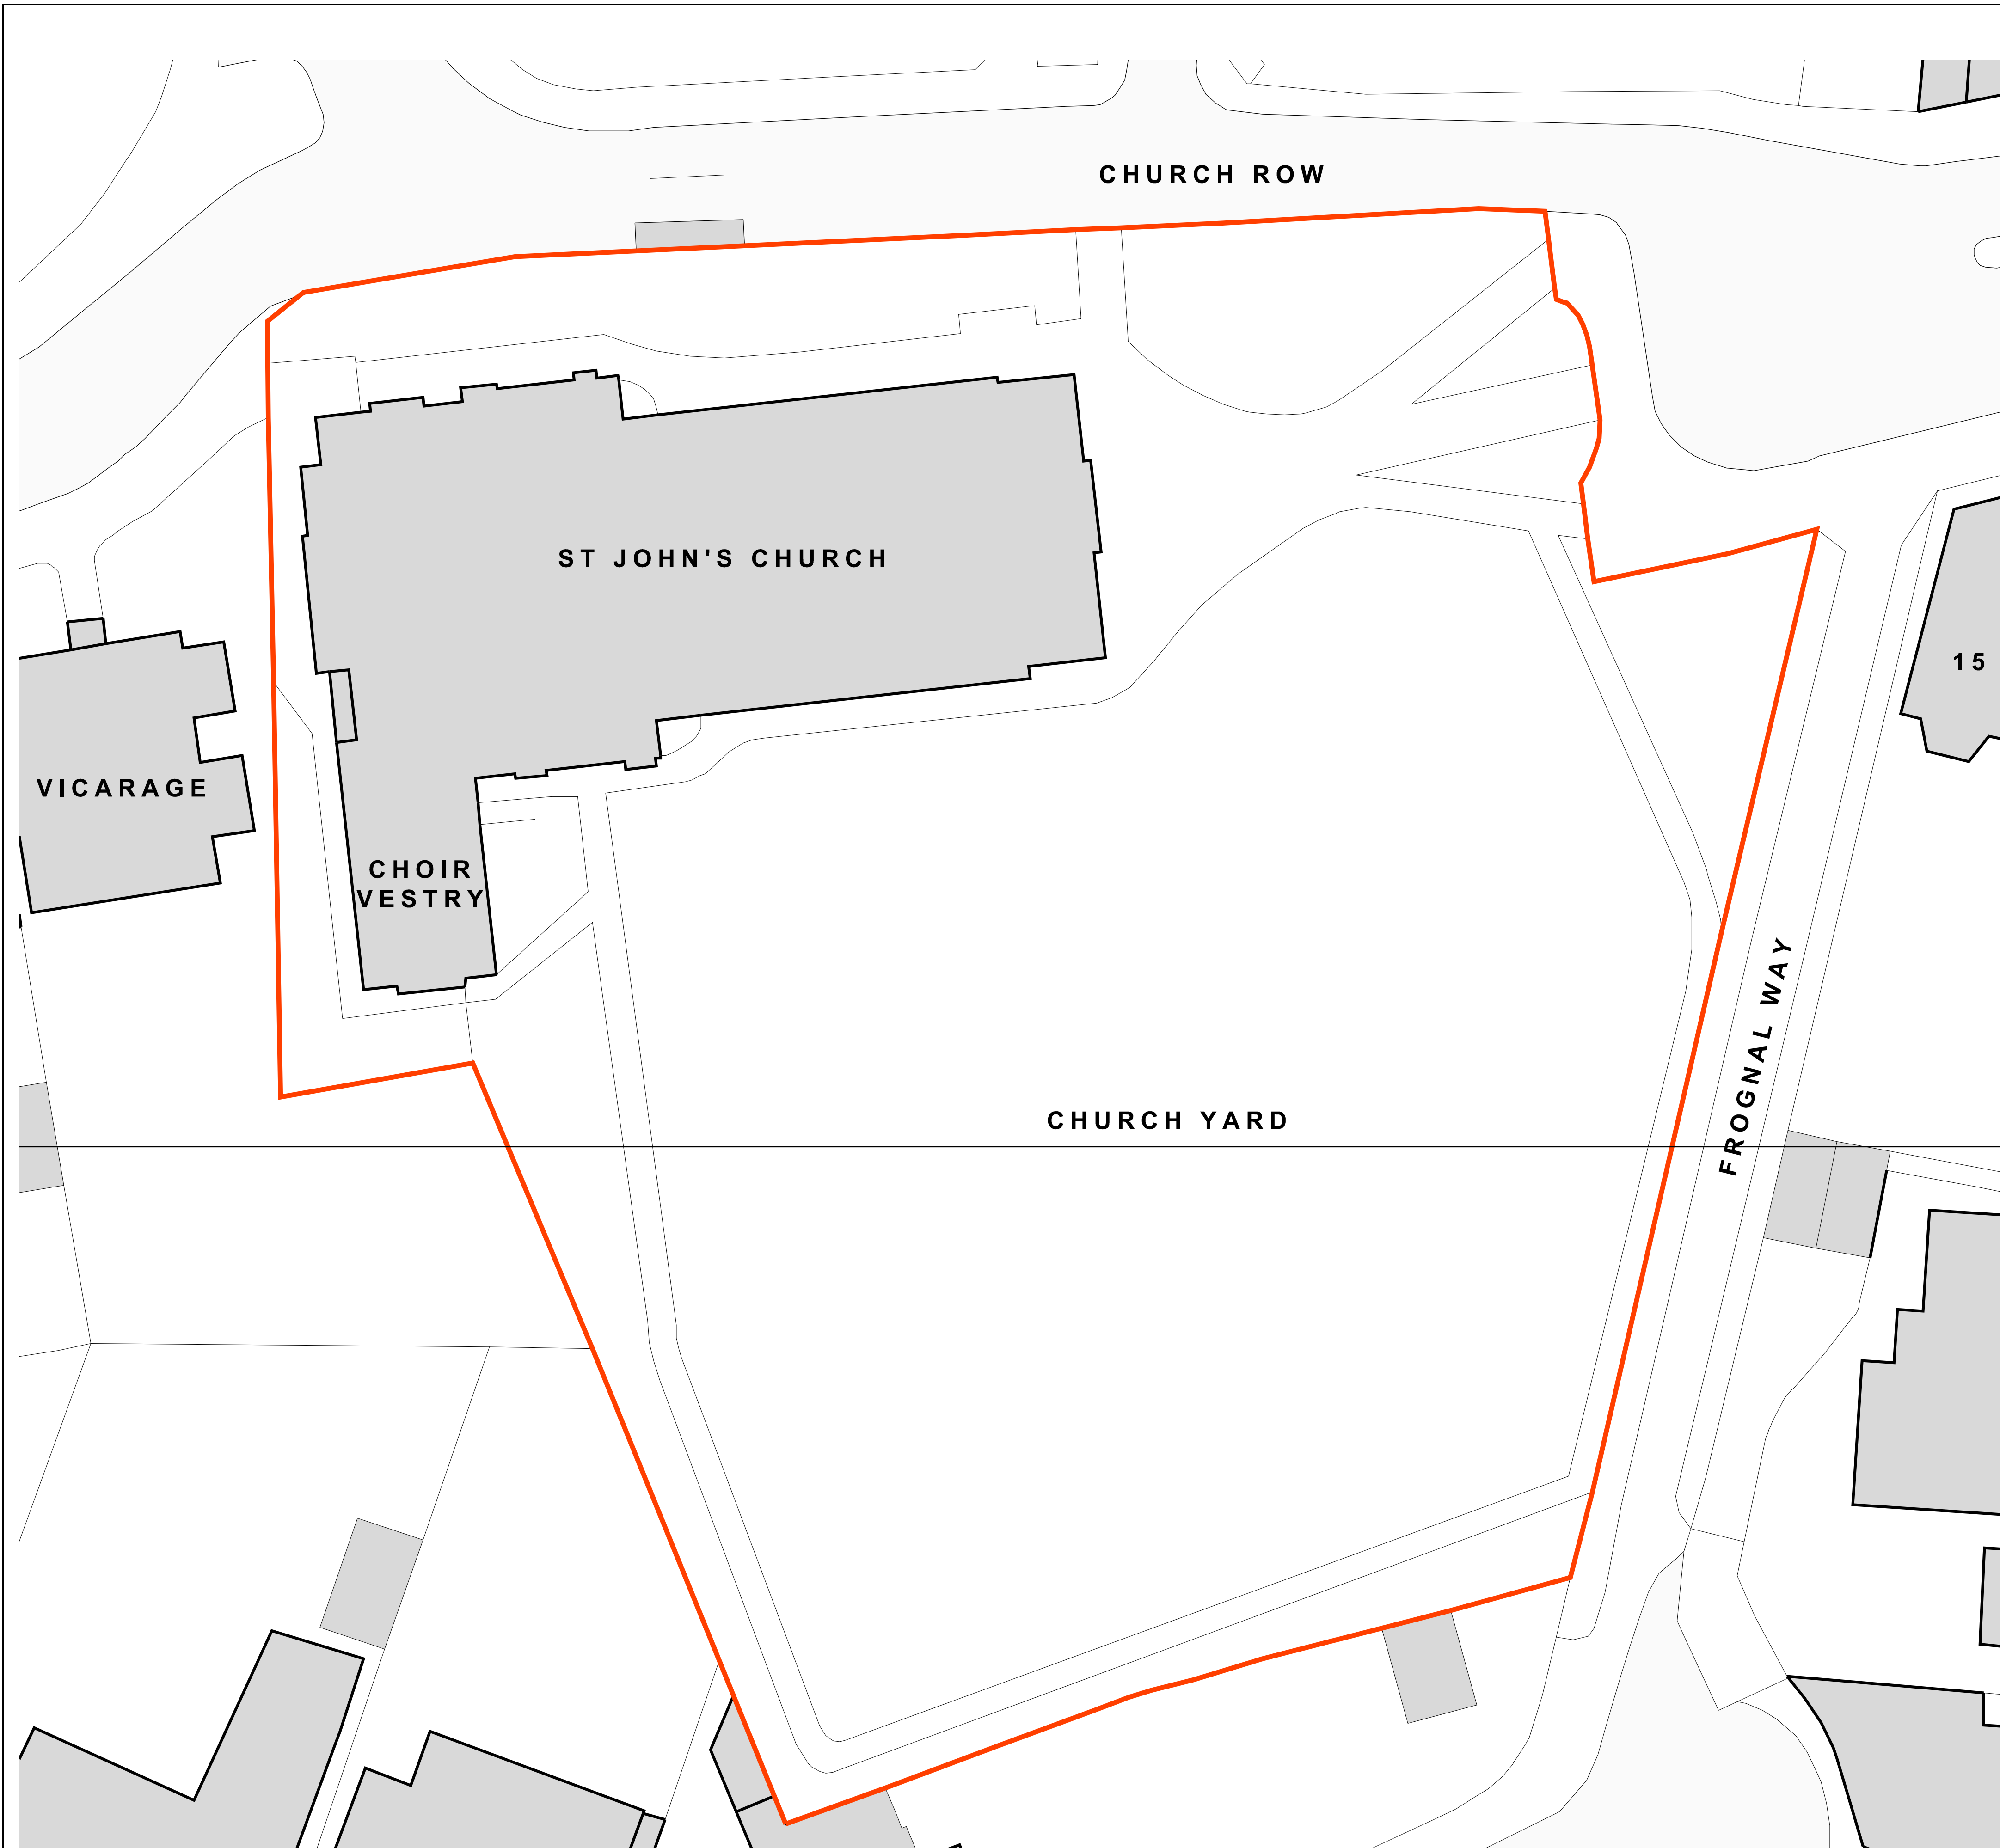 CHURCH ROW
ST JOHN'S CHURCH
15
VICARAGE
CHOIR
VESTRY
FROGNAL WAY
CHURCH YARD